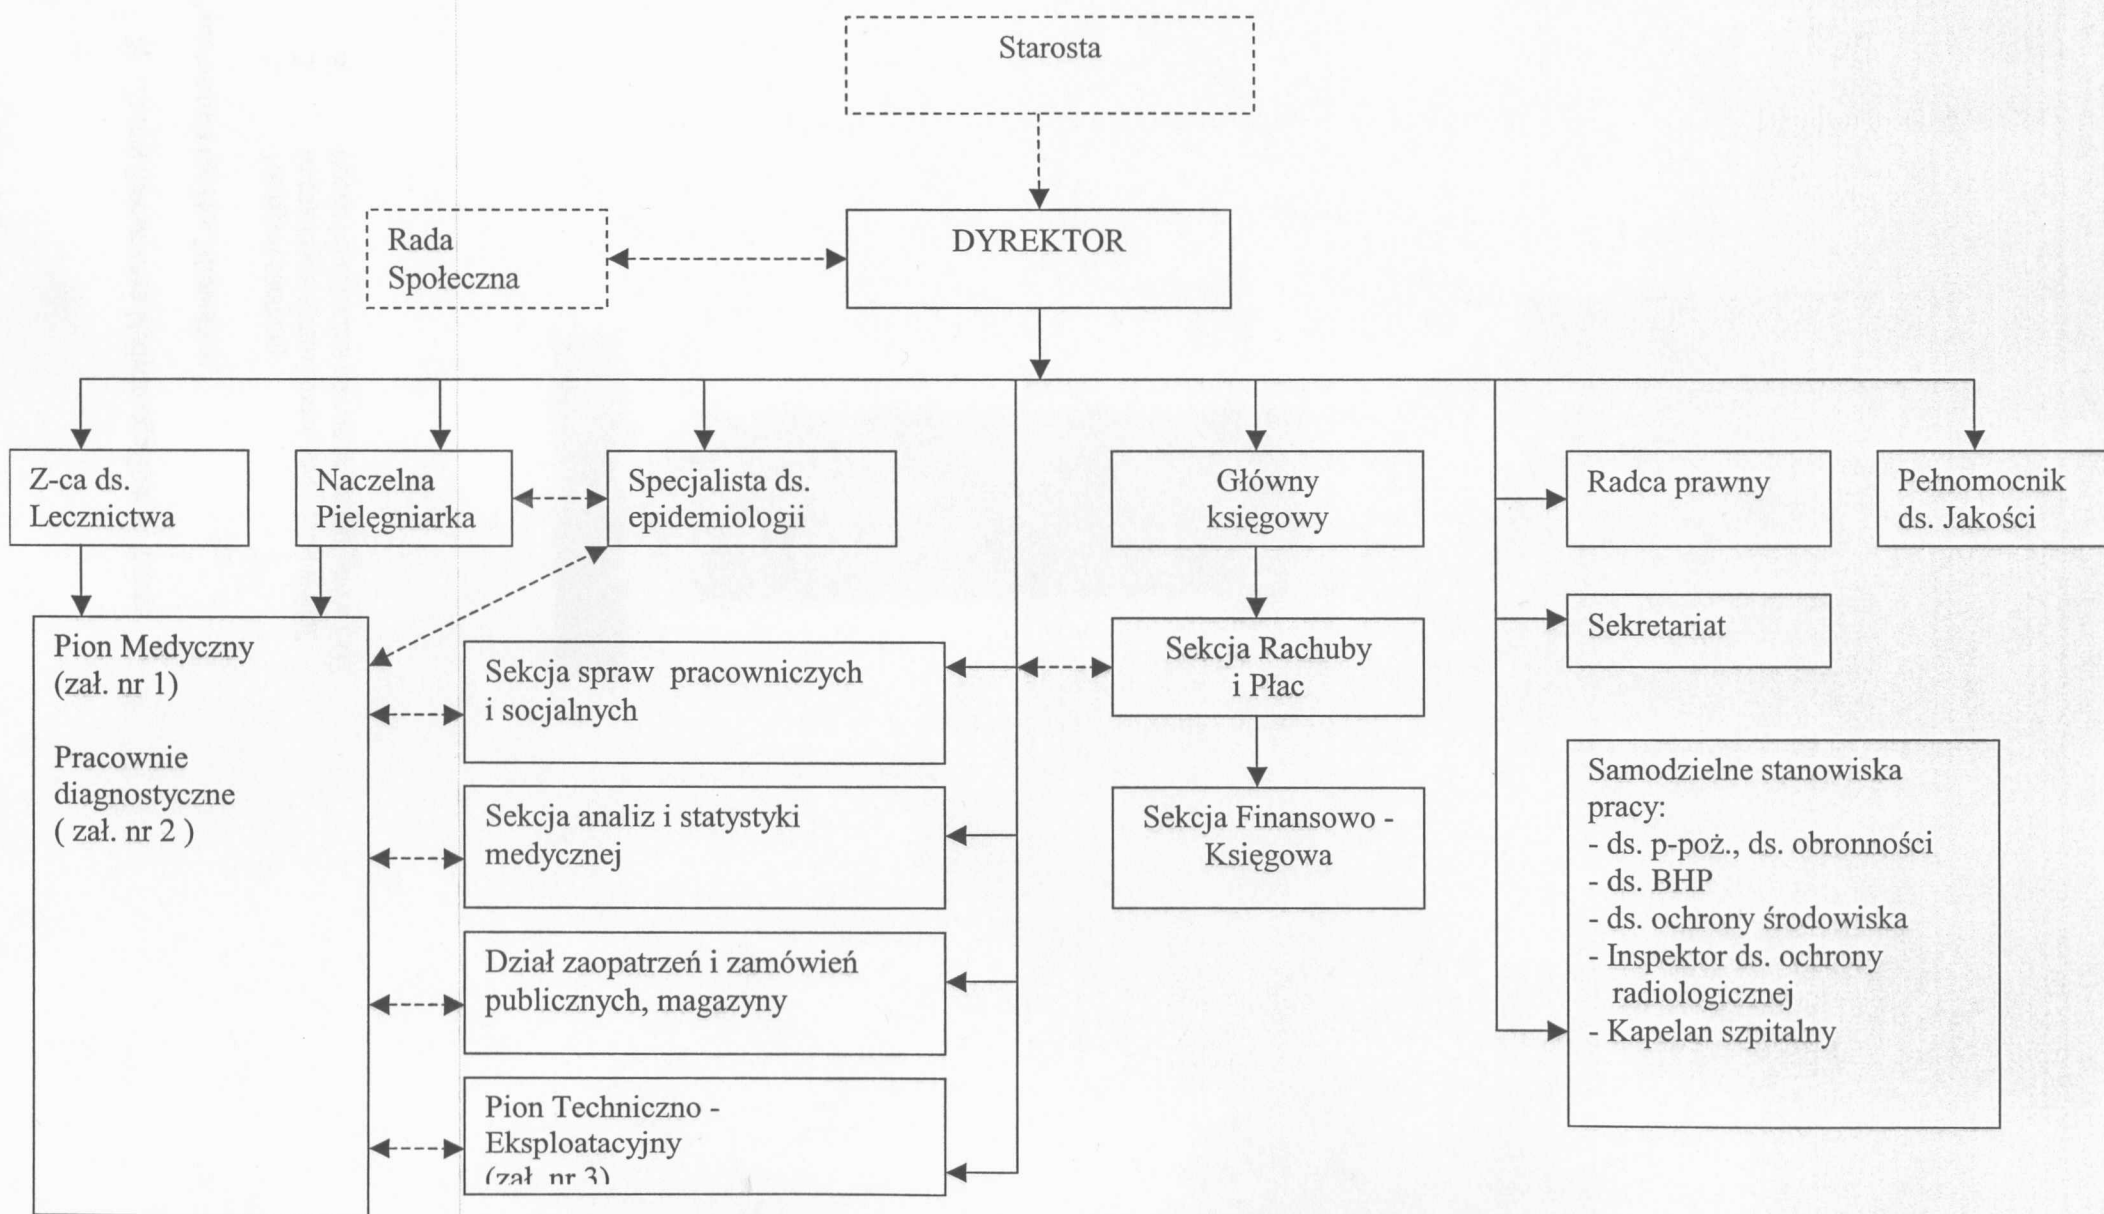 Starosta
Rada
Społeczna
DYREKTOR
Z-ca ds.
Lecznictwa
Naczelna
Pielęgniarka
Specjalista ds.
epidemiologii
Główny
księgowy
Radca prawny
Pełnomocnik
ds. Jakości
Sekretariat
Pion Medyczny
(zał. nr 1)
Pracownie
diagnostyczne
( zał. nr 2 )
Sekcja spraw pracowniczych
i socjalnych
Sekcja Rachuby
i Płac
Sekcja analiz i statystyki
medycznej
Sekcja Finansowo -
Księgowa
Dział zaopatrzeń i zamówień
publicznych, magazyny
Pion Techniczno -
Eksploatacyjny
(zał. nr 3)
Samodzielne stanowiska
pracy:
- ds. p-poż., ds. obronności
- ds. BHP
- ds. ochrony środowiska
- Inspektor ds. ochrony
radiologicznej
- Kapelan szpitalny